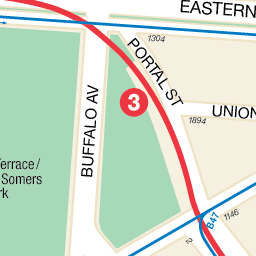 EASTERN
1304
PORTAL ST
3
UNION
1894
BUFFALO AV
Terrace/
Somers
rk
1146
B47
2